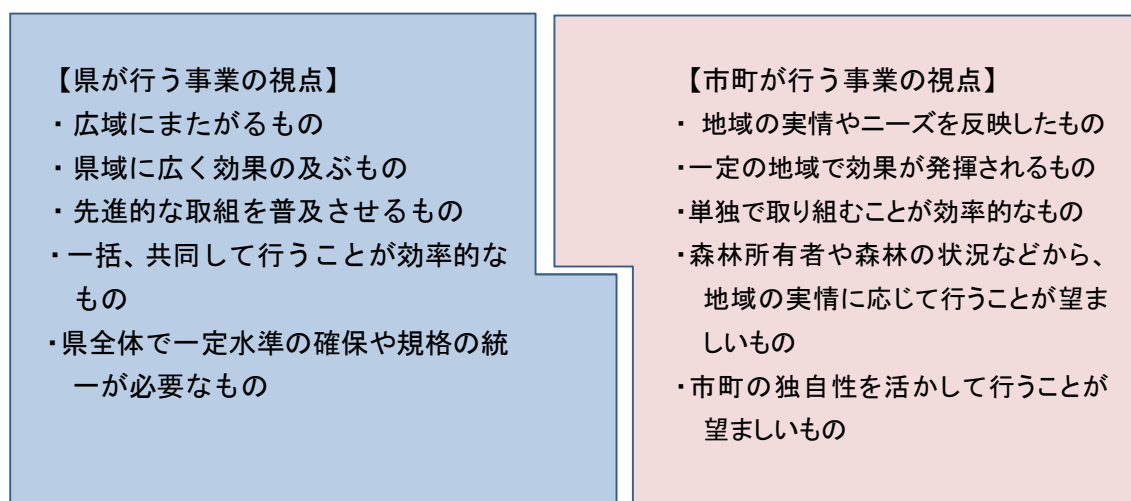 【県が行う事業の視点】
・ 広域にまたがるもの
・ 県域に広く効果の及ぶもの
・ 先進的な取組を普及させるもの
・一括、共同して行うことが効率的な
もの
・県全体で一定水準の確保や規格の統
一が必要なもの
【市町が行う事業の視点】
・ 地域の実情やニーズを反映したもの
・一定の地域で効果が発揮されるもの
・単独で取り組むことが効率的なもの
・森林所有者や森林の状況などから、
地域の実情に応じて行うことが望ま
しいもの
・市町の独自性を活かして行うことが
望ましいもの